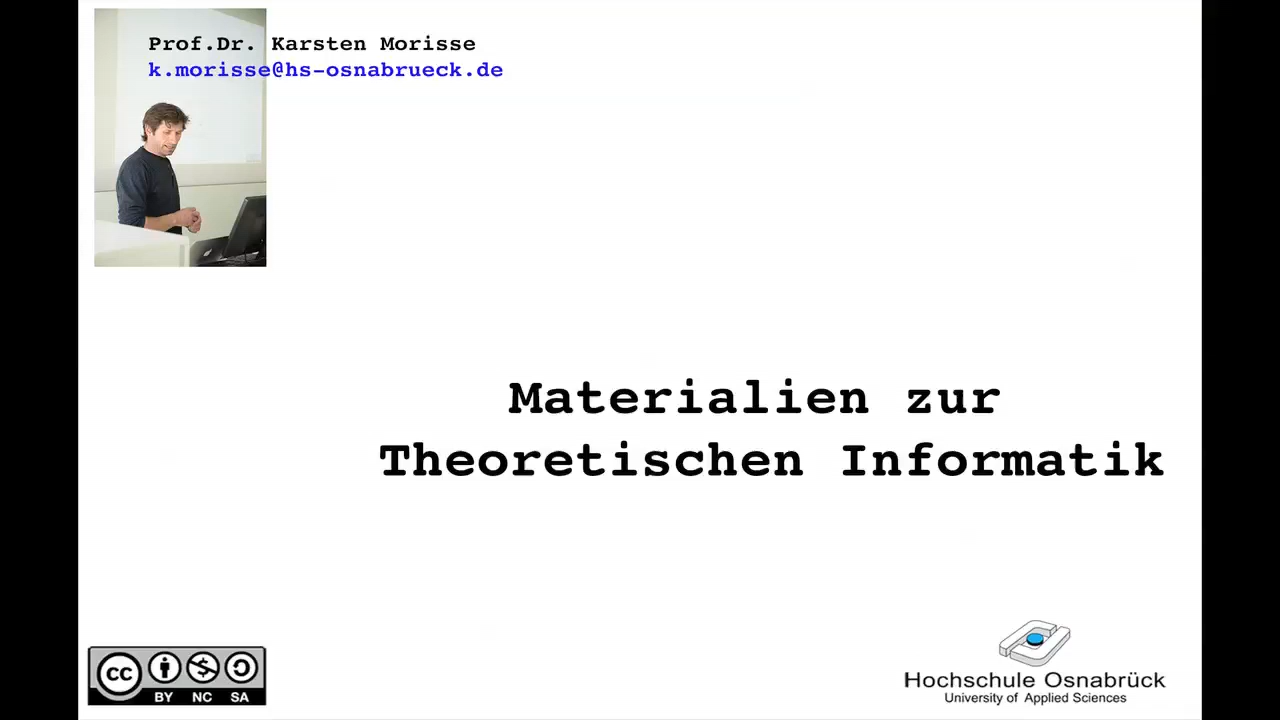 Prof.Dr. Karsten Morisse
k.morisse@hs-osnabrueck.de
Materialien zur
Theoretischen Informatik
cc
BY NC SA
Hochschule Osnabrück
University of Applied Sciences